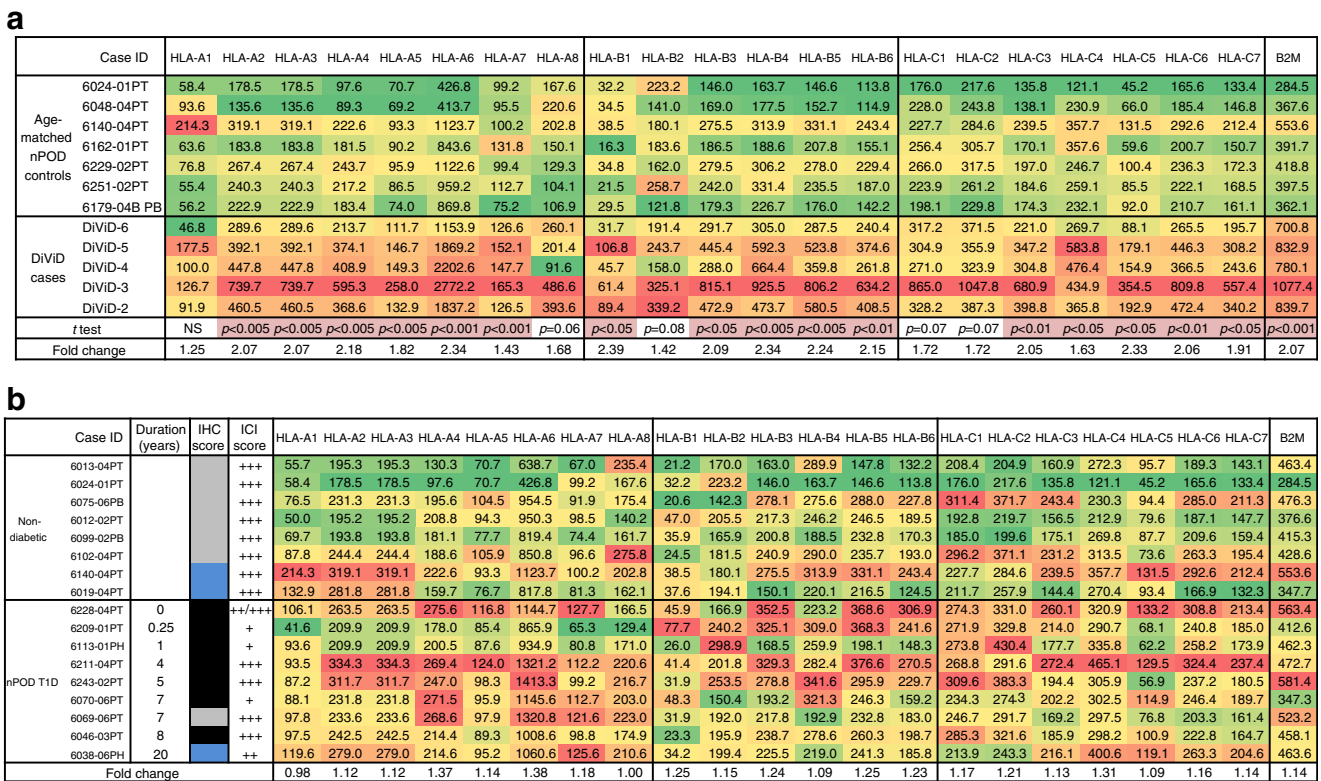 a
Case ID HLA-A1 HLA-A2 HLA-A3 HLA-A4 HLA-A5 HLA-A6 HLA-A7 HLA-A8 HLA-B1 HLA-B2 HLA-B3 HLA-B4 HLA-B5 HLA-B6 HLA-C1 HLA-C2 HLA-C3 HLA-C4 HLA-C5 HLA-C6 HLA-C7 B2M
Age-matched nPOD controls
6024-01PT 58.4 178.5 178.5 97.6 70.7 426.8 99.2 167.6 32.2 223.2 146.0 163.7 146.6 113.8 176.0 217.6 135.8 121.1 45.2 165.6 133.4 284.5
6048-04PT 93.6 135.6 135.6 89.3 69.2 413.7 95.5 220.6 34.5 141.0 169.0 177.5 152.7 114.9 228.0 243.8 138.1 230.9 66.0 185.4 146.8 367.6
6140-04PT 214.3 319.1 319.1 222.6 93.3 1123.7 100.2 202.8 38.5 180.1 275.5 313.9 331.1 243.4 227.7 284.6 239.5 357.7 131.5 292.6 212.4 553.6
6162-01PT 63.6 183.8 183.8 181.5 90.2 843.6 131.8 150.1 16.3 183.6 186.5 188.6 207.8 155.1 256.4 305.7 170.1 357.6 59.6 200.7 150.7 391.7
6229-02PT 76.8 267.4 267.4 243.7 95.9 1122.6 99.4 129.3 34.8 162.0 279.2 306.2 278.0 229.4 266.0 317.5 197.0 246.7 100.4 236.3 172.3 418.8
6251-02PT 55.4 240.3 240.3 217.2 86.5 959.2 112.7 104.1 21.5 258.7 242.0 331.4 235.5 187.0 223.9 261.2 184.6 259.1 85.5 222.1 168.5 397.5
6179-04B PB 56.2 222.9 222.9 183.4 74.0 869.8 75.2 106.9 29.5 121.8 179.3 226.7 176.0 142.2 198.1 229.8 174.3 232.1 92.0 210.7 161.1 362.1
DiViD cases
DiViD-6 46.8 289.6 289.6 213.7 111.7 1153.9 126.6 260.1 31.7 191.4 291.7 305.0 287.5 240.4 317.2 371.5 221.0 269.7 88.1 265.5 195.7 700.8
DiViD-5 177.5 392.1 392.1 374.1 146.7 1869.2 152.1 201.4 106.8 243.7 445.4 592.3 523.8 374.6 304.9 355.9 347.2 583.8 179.1 446.3 308.2 832.9
DiViD-4 100.0 447.8 447.8 408.9 149.3 2202.6 147.7 91.6 45.7 158.0 288.0 664.4 359.8 261.8 271.0 323.9 304.8 476.4 154.9 366.5 243.6 780.1
DiViD-3 126.7 739.7 739.7 595.3 258.0 2772.2 165.3 486.6 61.4 325.1 815.1 925.5 806.2 634.2 865.0 1047.8 680.9 434.9 354.5 809.8 557.4 1077.4
DiViD-2 91.9 460.5 460.5 368.6 132.9 1837.2 126.5 393.6 89.4 339.2 472.9 473.7 580.5 408.5 328.2 387.3 398.8 365.8 192.9 472.4 340.2 839.7
t test NS p<0.005 p<0.005 p<0.005 p<0.005 p<0.001 p<0.001 p=0.06 p<0.05 p=0.08 p<0.05 p<0.005 p<0.005 p<0.01 p=0.07 p=0.07 p<0.01 p<0.05 p<0.05 p<0.01 p<0.05 p<0.001
Fold change 1.25 2.07 2.07 2.18 1.82 2.34 1.43 1.68 2.39 1.42 2.09 2.34 2.24 2.15 1.72 1.72 2.05 1.63 2.33 2.06 1.91 2.07
b
Case ID Duration (years) IHC score ICI score HLA-A1 HLA-A2 HLA-A3 HLA-A4 HLA-A5 HLA-A6 HLA-A7 HLA-A8 HLA-B1 HLA-B2 HLA-B3 HLA-B4 HLA-B5 HLA-B6 HLA-C1 HLA-C2 HLA-C3 HLA-C4 HLA-C5 HLA-C6 HLA-C7 B2M
Non-diabetic
6013-04PT +++ 55.7 195.3 195.3 130.3 70.7 638.7 67.0 235.4 21.2 170.0 163.0 289.9 147.8 132.2 208.4 204.9 160.9 272.3 95.7 189.3 143.1 463.4
6024-01PT +++ 58.4 178.5 178.5 97.6 70.7 426.8 99.2 167.6 32.2 223.2 146.0 163.7 146.6 113.8 176.0 217.6 135.8 121.1 45.2 165.6 133.4 284.5
6075-06PB +++ 76.5 231.3 231.3 195.6 104.5 954.5 91.9 175.4 20.6 142.3 278.1 275.6 288.0 227.8 311.4 371.7 243.4 230.3 94.4 285.0 211.3 476.3
6012-02PT +++ 50.0 195.2 195.2 208.8 94.3 950.3 98.5 140.2 47.0 205.5 217.3 246.2 246.5 189.5 192.8 219.7 156.5 212.9 79.6 187.1 147.7 376.6
6099-02PB +++ 69.7 193.8 193.8 181.1 77.7 819.4 74.4 161.7 35.9 165.9 200.8 188.5 232.8 170.3 185.0 199.6 175.1 269.8 87.7 209.6 159.4 415.3
6102-04PT +++ 87.8 244.4 244.4 188.6 105.9 850.8 96.6 275.8 24.5 181.5 240.9 290.0 235.7 193.0 296.2 371.1 231.2 313.5 73.6 263.3 195.4 428.6
6140-04PT +++ 214.3 319.1 319.1 222.6 93.3 1123.7 100.2 202.8 38.5 180.1 275.5 313.9 331.1 243.4 227.7 284.6 239.5 357.7 131.5 292.6 212.4 553.6
6019-04PT +++ 132.9 281.8 281.8 159.7 76.7 817.8 81.3 162.1 37.6 194.1 150.1 220.1 216.5 124.5 211.7 257.9 144.4 270.4 93.4 166.9 132.3 347.7
nPOD T1D
6228-04PT 0 ++/+++ 106.1 263.5 263.5 275.6 116.8 1144.7 127.7 166.5 45.9 166.9 352.5 223.2 368.6 306.9 274.3 331.0 260.1 320.9 133.2 308.8 213.4 563.4
6209-01PT 0.25 + 41.6 209.9 209.9 178.0 85.4 865.9 65.3 129.4 77.7 240.2 325.1 309.0 368.3 241.6 271.9 329.8 214.0 290.7 68.1 240.8 185.0 412.6
6113-01PH 1 + 93.6 209.9 209.9 200.5 87.6 934.9 80.8 171.1 26.0 298.9 168.5 265.9 198.1 148.3 273.8 430.4 177.7 335.8 62.2 258.2 173.9 462.3
6211-04PT 4 +++ 93.5 334.3 334.3 269.4 124.0 1321.2 112.2 220.6 41.4 201.8 329.3 282.4 376.6 270.5 268.8 291.6 272.4 465.1 129.5 324.4 237.4 472.7
6243-02PT 5 +++ 87.2 311.7 311.7 247.0 98.3 1413.3 99.2 216.7 31.9 253.5 278.8 341.6 295.9 229.7 309.6 383.3 194.4 305.9 56.9 237.2 180.5 581.4
6070-06PT 7 + 88.1 231.8 231.8 271.5 95.9 1145.6 112.7 203.0 48.3 150.4 193.2 321.3 246.8 159.2 234.3 274.3 202.2 302.5 114.9 246.4 189.7 347.3
6069-06PT 7 +++ 97.8 233.6 233.6 268.6 97.9 1320.8 121.6 223.0 31.9 192.0 217.8 192.9 232.8 183.0 246.7 291.7 169.2 297.5 76.8 203.3 161.4 523.2
6046-03PT 8 +++ 97.5 242.5 242.5 214.4 89.3 1008.6 98.8 174.9 23.3 195.9 238.7 278.6 260.3 198.7 285.3 321.6 185.9 298.2 100.9 222.8 164.7 458.1
6038-06PH 20 ++ 119.6 279.0 279.0 214.6 95.2 1060.6 125.6 210.6 34.2 199.4 225.5 219.0 241.3 185.8 213.9 243.3 216.1 400.6 119.1 263.3 204.6 463.6
Fold change 0.98 1.12 1.12 1.37 1.14 1.38 1.18 1.00 1.25 1.15 1.24 1.09 1.25 1.23 1.17 1.21 1.13 1.31 1.09 1.16 1.14 1.14